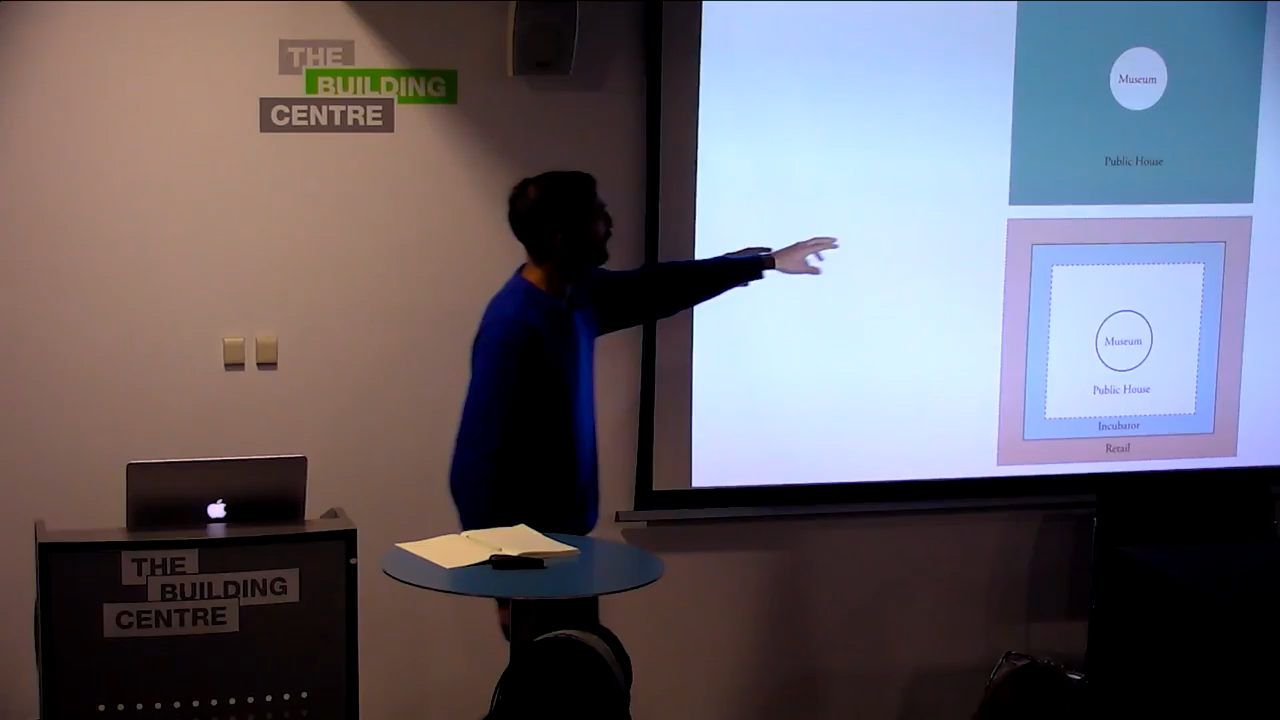 THE
BUILDING
CENTRE
Museum
Public House
Museum
Public House
Incubator
Retail
THE
BUILDING
CENTRE